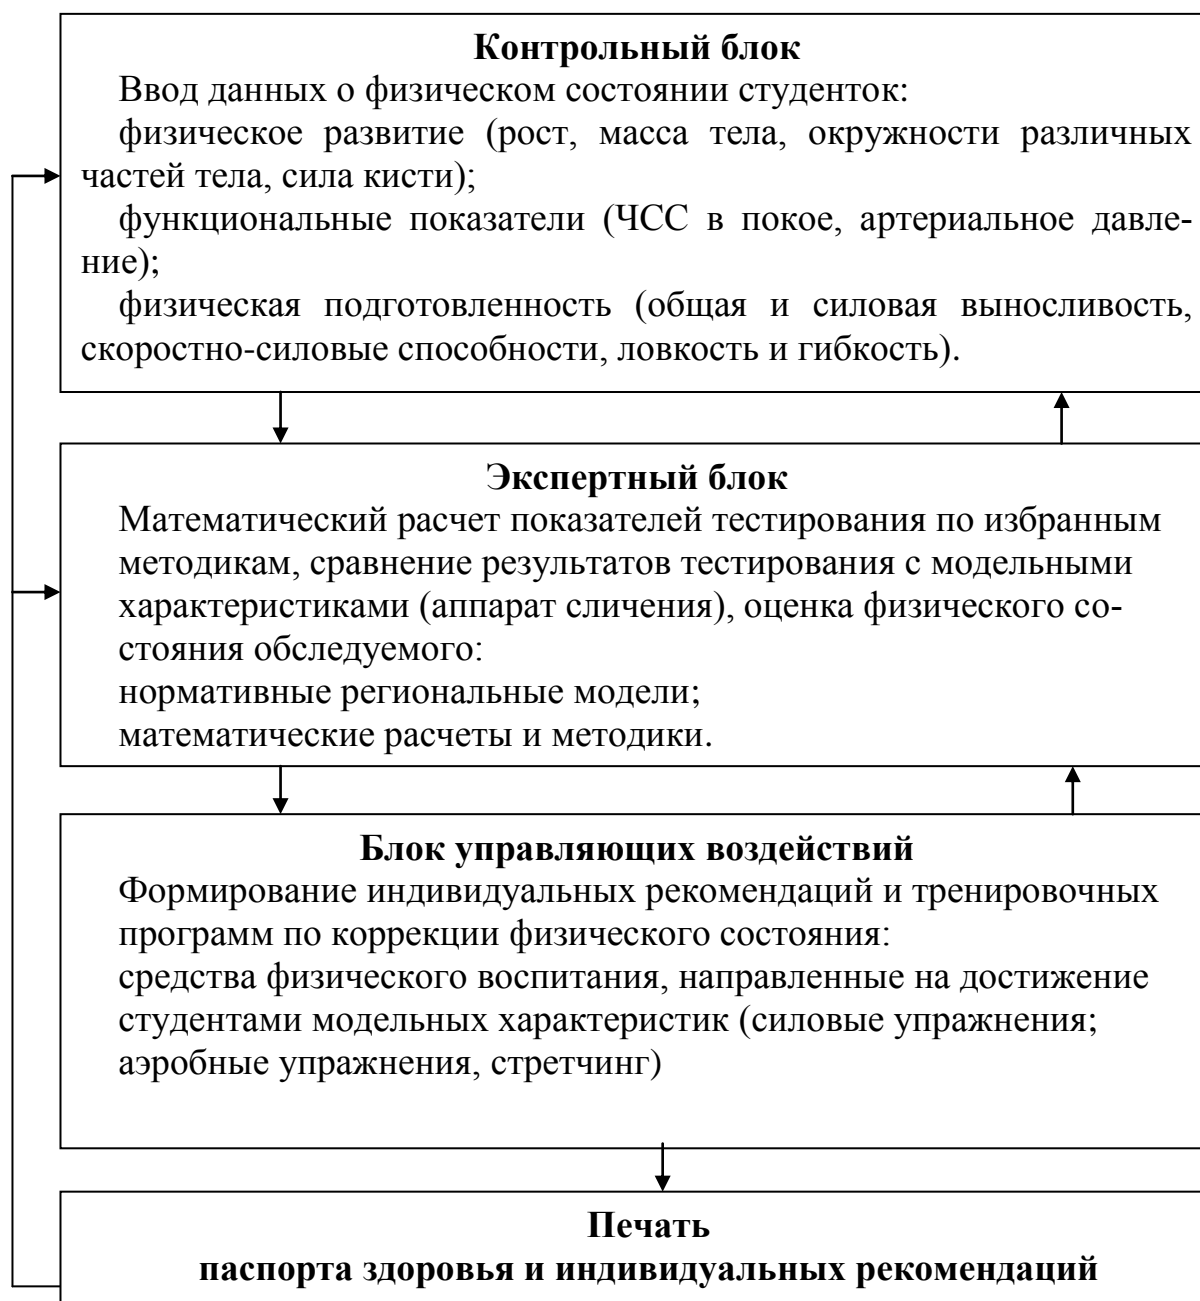 Контрольный блок
Ввод данных о физическом состоянии студенток:
физическое развитие (рост, масса тела, окружности различных
частей тела, сила кисти);
функциональные показатели (ЧСС в покое, артериальное давле-
ние);
физическая подготовленность (общая и силовая выносливость,
скоростно-силовые способности, ловкость и гибкость).
Экспертный блок
Математический расчет показателей тестирования по избранным
методикам, сравнение результатов тестирования с модельными
характеристиками (аппарат сличения), оценка физического со-
стояния обследуемого:
нормативные региональные модели;
математические расчеты и методики.
Блок управляющих воздействий
Формирование индивидуальных рекомендаций и тренировочных
программ по коррекции физического состояния:
средства физического воспитания, направленные на достижение
студентами модельных характеристик (силовые упражнения;
аэробные упражнения, стретчинг)
Печать
паспорта здоровья и индивидуальных рекомендаций